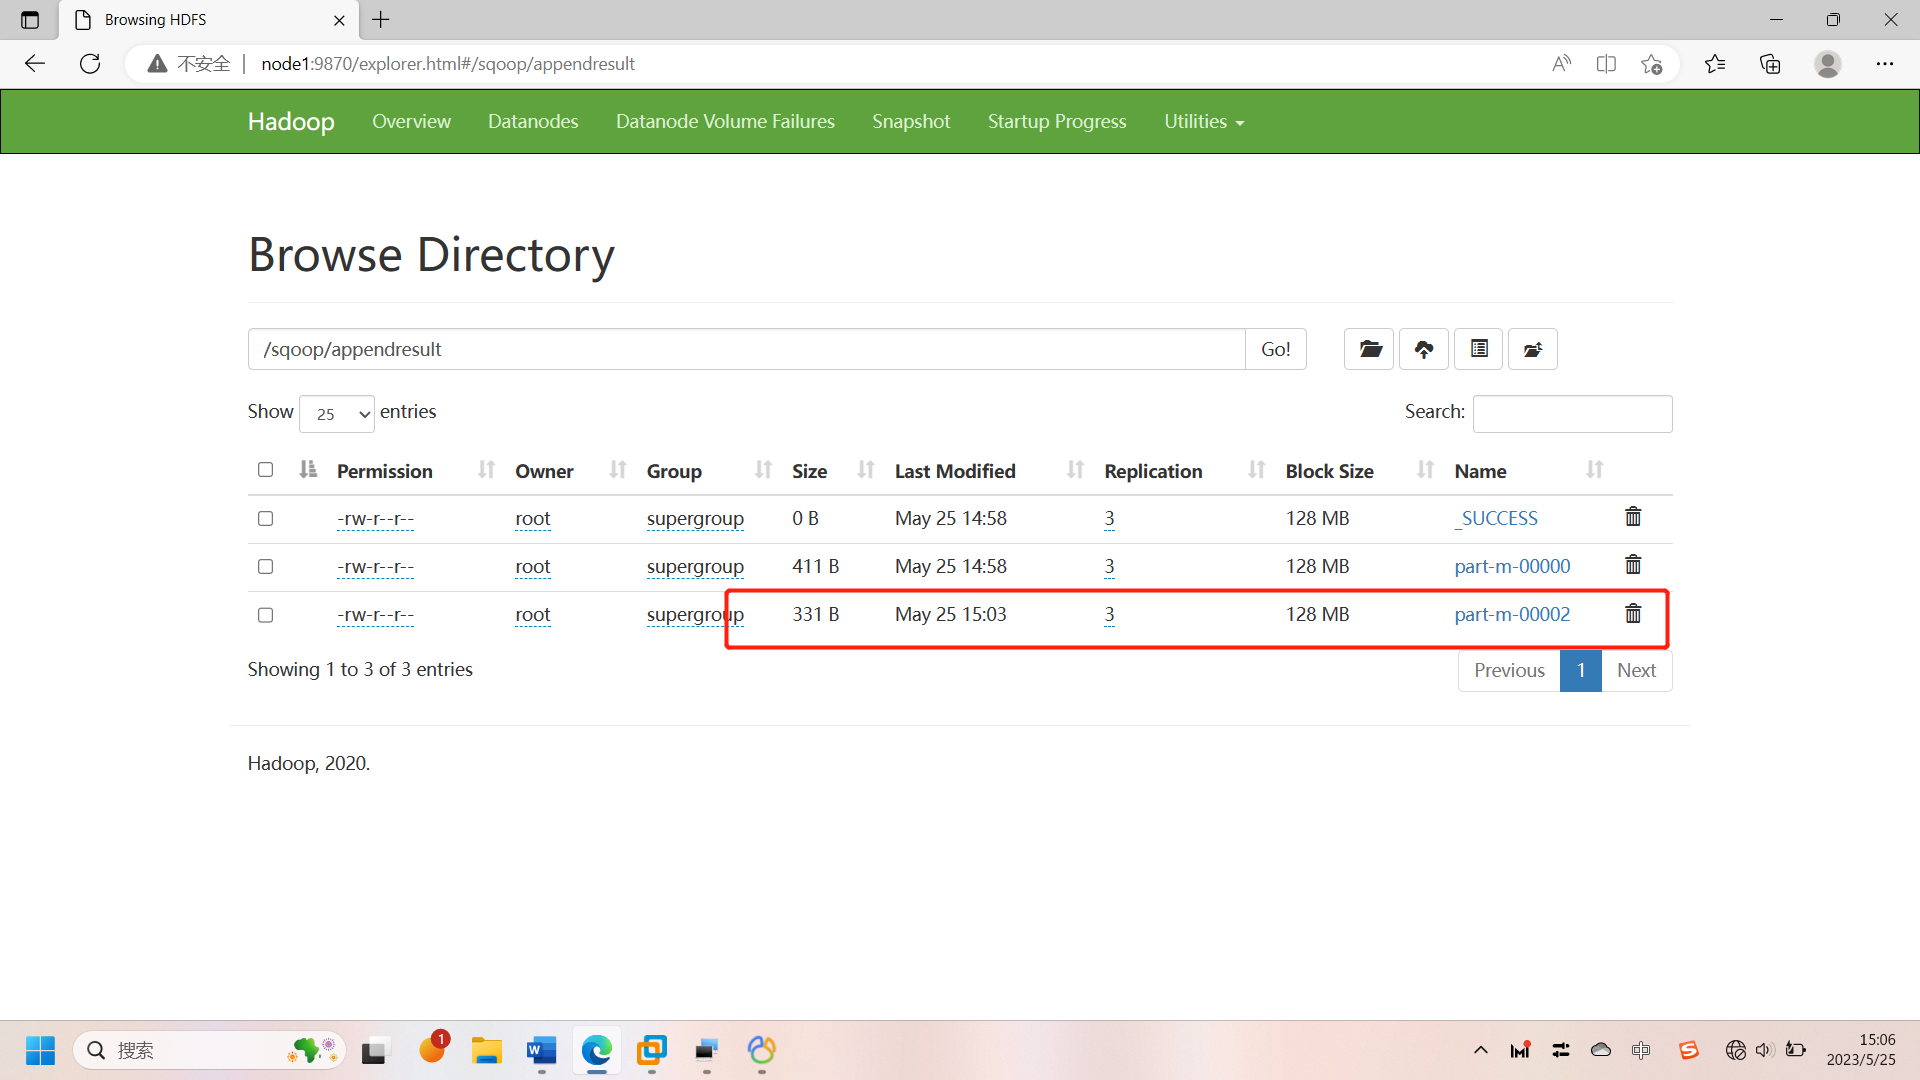 Browsing HDFS
不安全 node1:9870/explorer.html#/sqoop/appendresult
Hadoop Overview Datanodes Datanode Volume Failures Snapshot Startup Progress Utilities
Browse Directory
/sqoop/appendresult Go!
Show 25 entries Search:
Permission Owner Group Size Last Modified Replication Block Size Name
-rw-r--r-- root supergroup 0 B May 25 14:58 3 128 MB _SUCCESS
-rw-r--r-- root supergroup 411 B May 25 14:58 3 128 MB part-m-00000
-rw-r--r-- root supergroup 331 B May 25 15:03 3 128 MB part-m-00002
Showing 1 to 3 of 3 entries Previous 1 Next
Hadoop, 2020.
搜索 1 中 15:06
2023/5/25